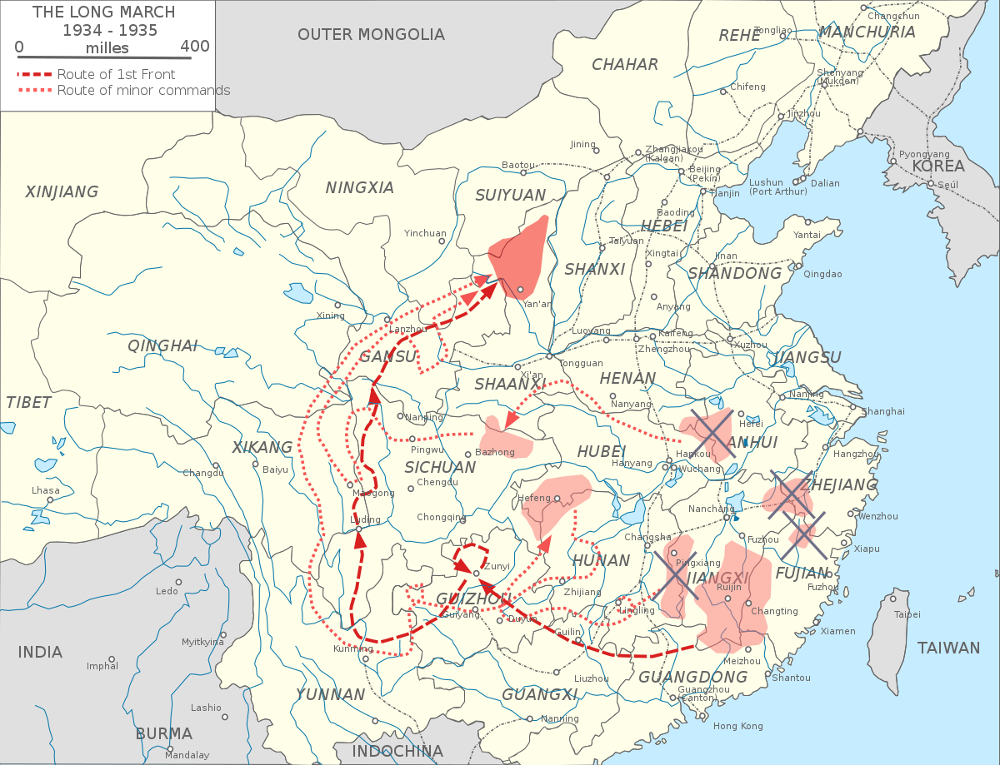 THE LONG MARCH
1934 - 1935
0
milles
400
Route of 1st Front
Route of minor commands
OUTER MONGOLIA
CHAHAR
REHE
Tongliao
MANCHURIA
Changchun
Shenyang
(Mukden)
Chifeng
Jinzhou
Jining
Zhangjiakou
(Kalgan)
Baotou
Beijing
(Pekin)
Tianjin
Lushun
(Port Arthur)
Dalian
Pyongyang
KOREA
Seúl
XINJIANG
NINGXIA
SUIYUAN
Baoding
HEBEI
Yinchuan
Taiyuan
Xingtai
Jinan
Yantai
SHANXI
SHANDONG
Qingdao
Yan'an
Anyang
Xining
Lanzhou
Luoyang
Kaifeng
Zhengzhou
Xuzhou
QINGHAI
GANSU
Tongguan
JIANGSU
Xi'an
SHAANXI
HENAN
Nanyang
Nanjing
TIBET
Nanping
Hefei
Shanghai
XIKANG
Pingwu
Bazhong
HUBEI
ANHUI
Hangzhou
Hankou
Hanyang
Wuchang
Changdu
Baiyu
SICHUAN
Chengdu
ZHEJIANG
Lhasa
Maogong
Hefeng
Nanchang
Luding
Chongqing
Wenzhou
Changsha
Fuzhou
Xiapu
Zunyi
HUNAN
Pingxiang
JIANGXI
FUJIAN
Ledo
Zhijiang
Ruijin
Fuzhou
GUIZHOU
Guiyang
Duyun
Lingling
Changting
Taipei
Guilin
Xiamen
INDIA
Myitkyina
Kunming
TAIWAN
Imphal
Meizhou
Liuzhou
GUANGDONG
Shantou
YUNNAN
GUANGXI
Guangzhou
(Canton)
Lashio
Nanning
Hong Kong
BURMA
Mandalay
INDOCHINA